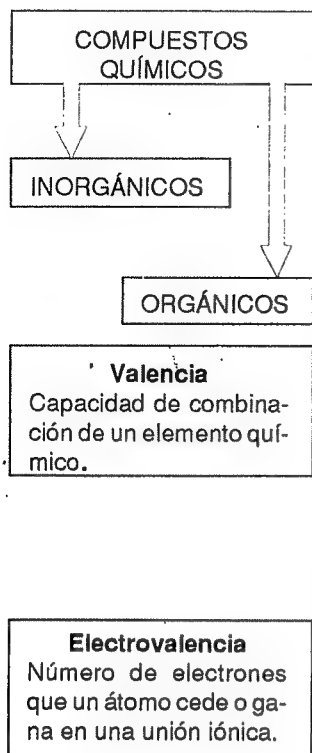 COMPUESTOS
QUÍMICOS
INORGÁNICOS
ORGÁNICOS
Valencia
Capacidad de combina-
ción de un elemento quí-
mico.
Electrovalencia
Número de electrones
que un átomo cede o ga-
na en una unión iónica.